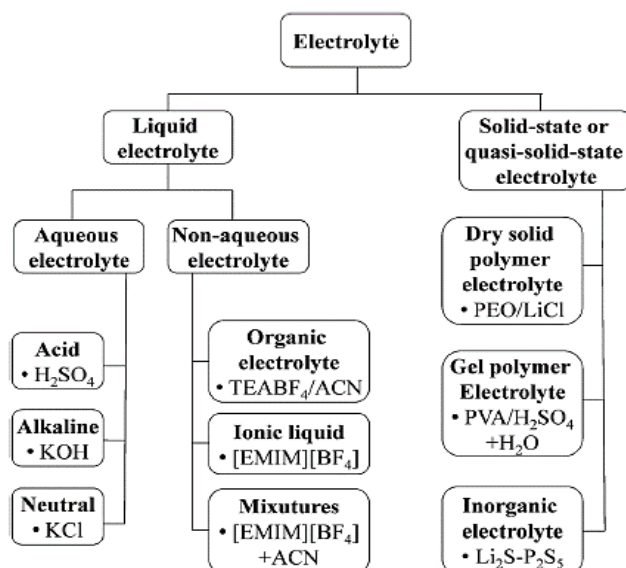 Electrolyte
Liquid
electrolyte
Solid-state or
quasi-solid-state
electrolyte
Aqueous
electrolyte
Non-aqueous
electrolyte
Dry solid
polymer
electrolyte
• PEO/LiCl
Acid
• H₂SO₄
Organic
electrolyte
• TEABF₄/ACN
Gel polymer
Electrolyte
• PVA/H₂SO₄
+H₂O
Alkaline
• KOH
Ionic liquid
• [EMIM][BF₄]
Neutral
• KCl
Mixutures
• [EMIM][BF₄]
+ACN
Inorganic
electrolyte
• Li₂S-P₂S₅